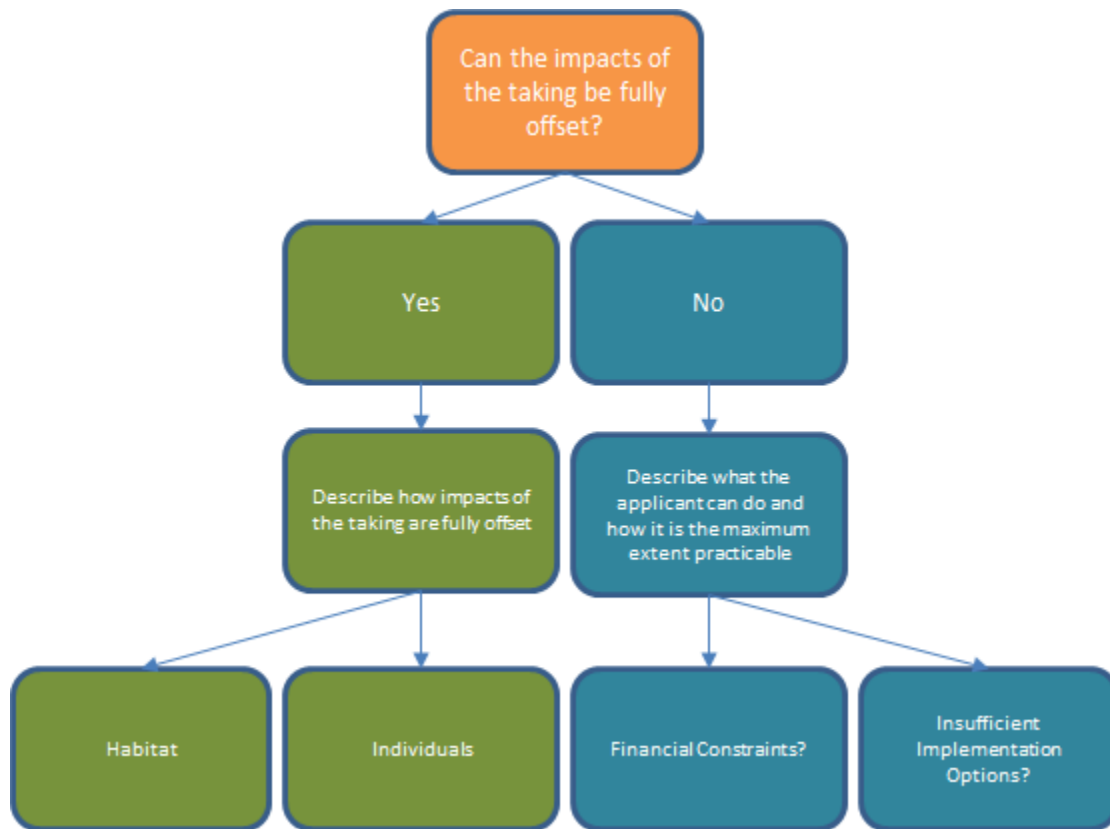 Can the impacts of
the taking be fully
offset?
Yes
No
Describe how impacts of
the taking are fully offset
Describe what the
applicant can do and
how it is the maximum
extent practicable
Habitat
Individuals
Financial Constraints?
Insufficient
Implementation
Options?